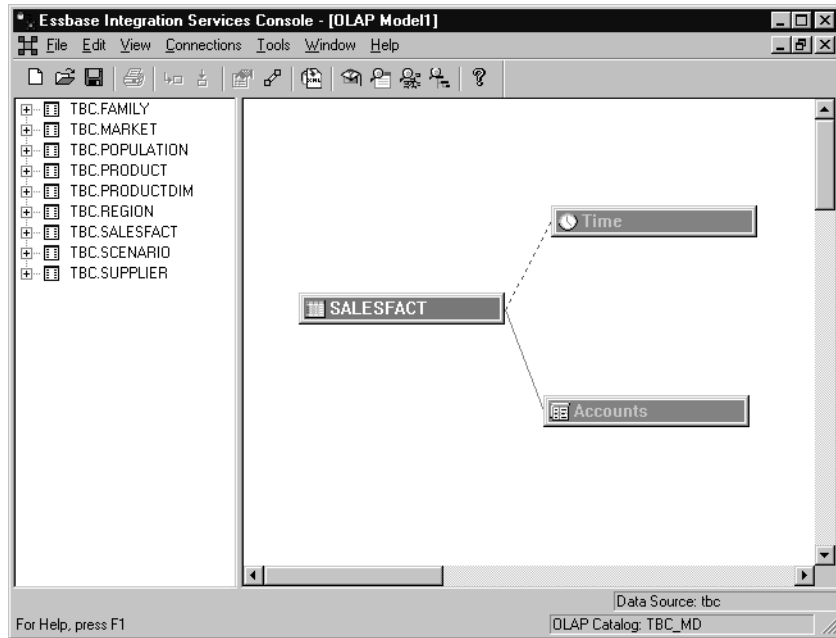 Essbase Integration Services Console - [OLAP Model1]
File Edit View Connections Tools Window Help
XML
TBC.FAMILY
TBC.MARKET
TBC.POPULATION
TBC.PRODUCT
TBC.PRODUCTDIM
TBC.REGION
TBC.SALESFACT
TBC.SCENARIO
TBC.SUPPLIER
Time
SALESFACT
Accounts
Data Source: tbc
For Help, press F1
OLAP Catalog: TBC_MD